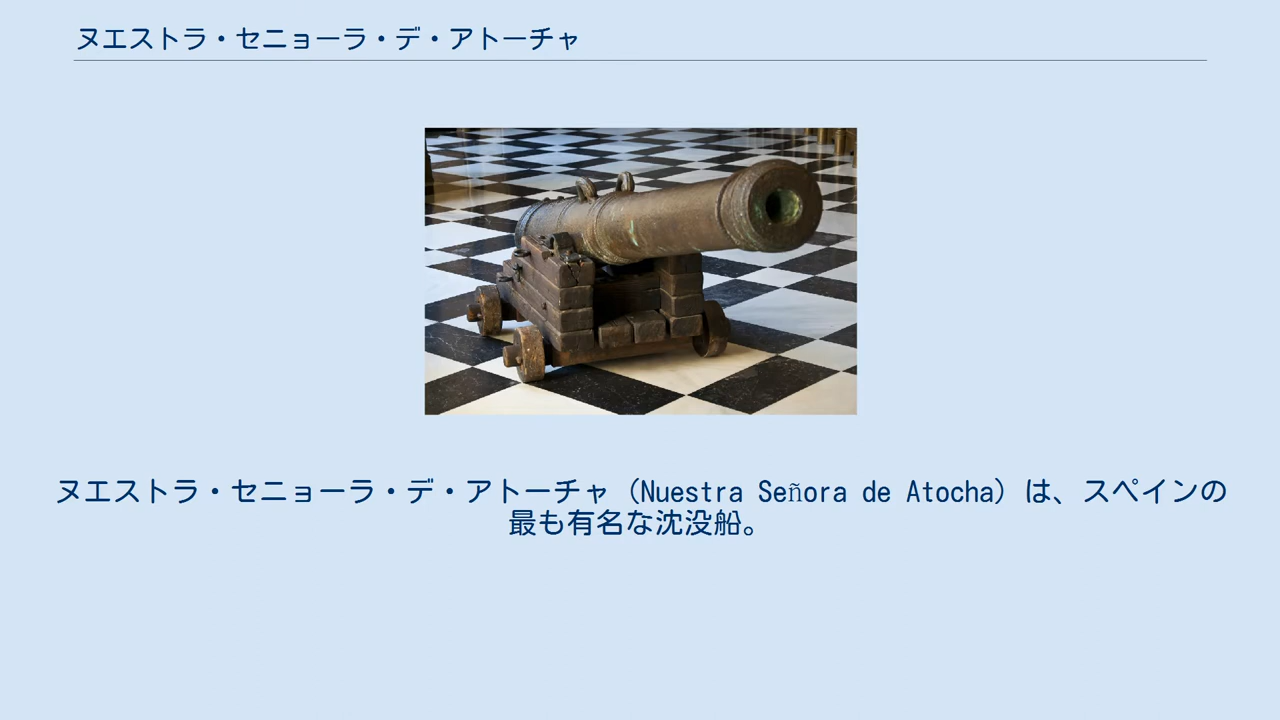 ヌエストラ・セニョーラ・デ・アトーチャ
ヌエストラ・セニョーラ・デ・アトーチャ（Nuestra Señora de Atocha）は、スペインの
最も有名な沈没船。